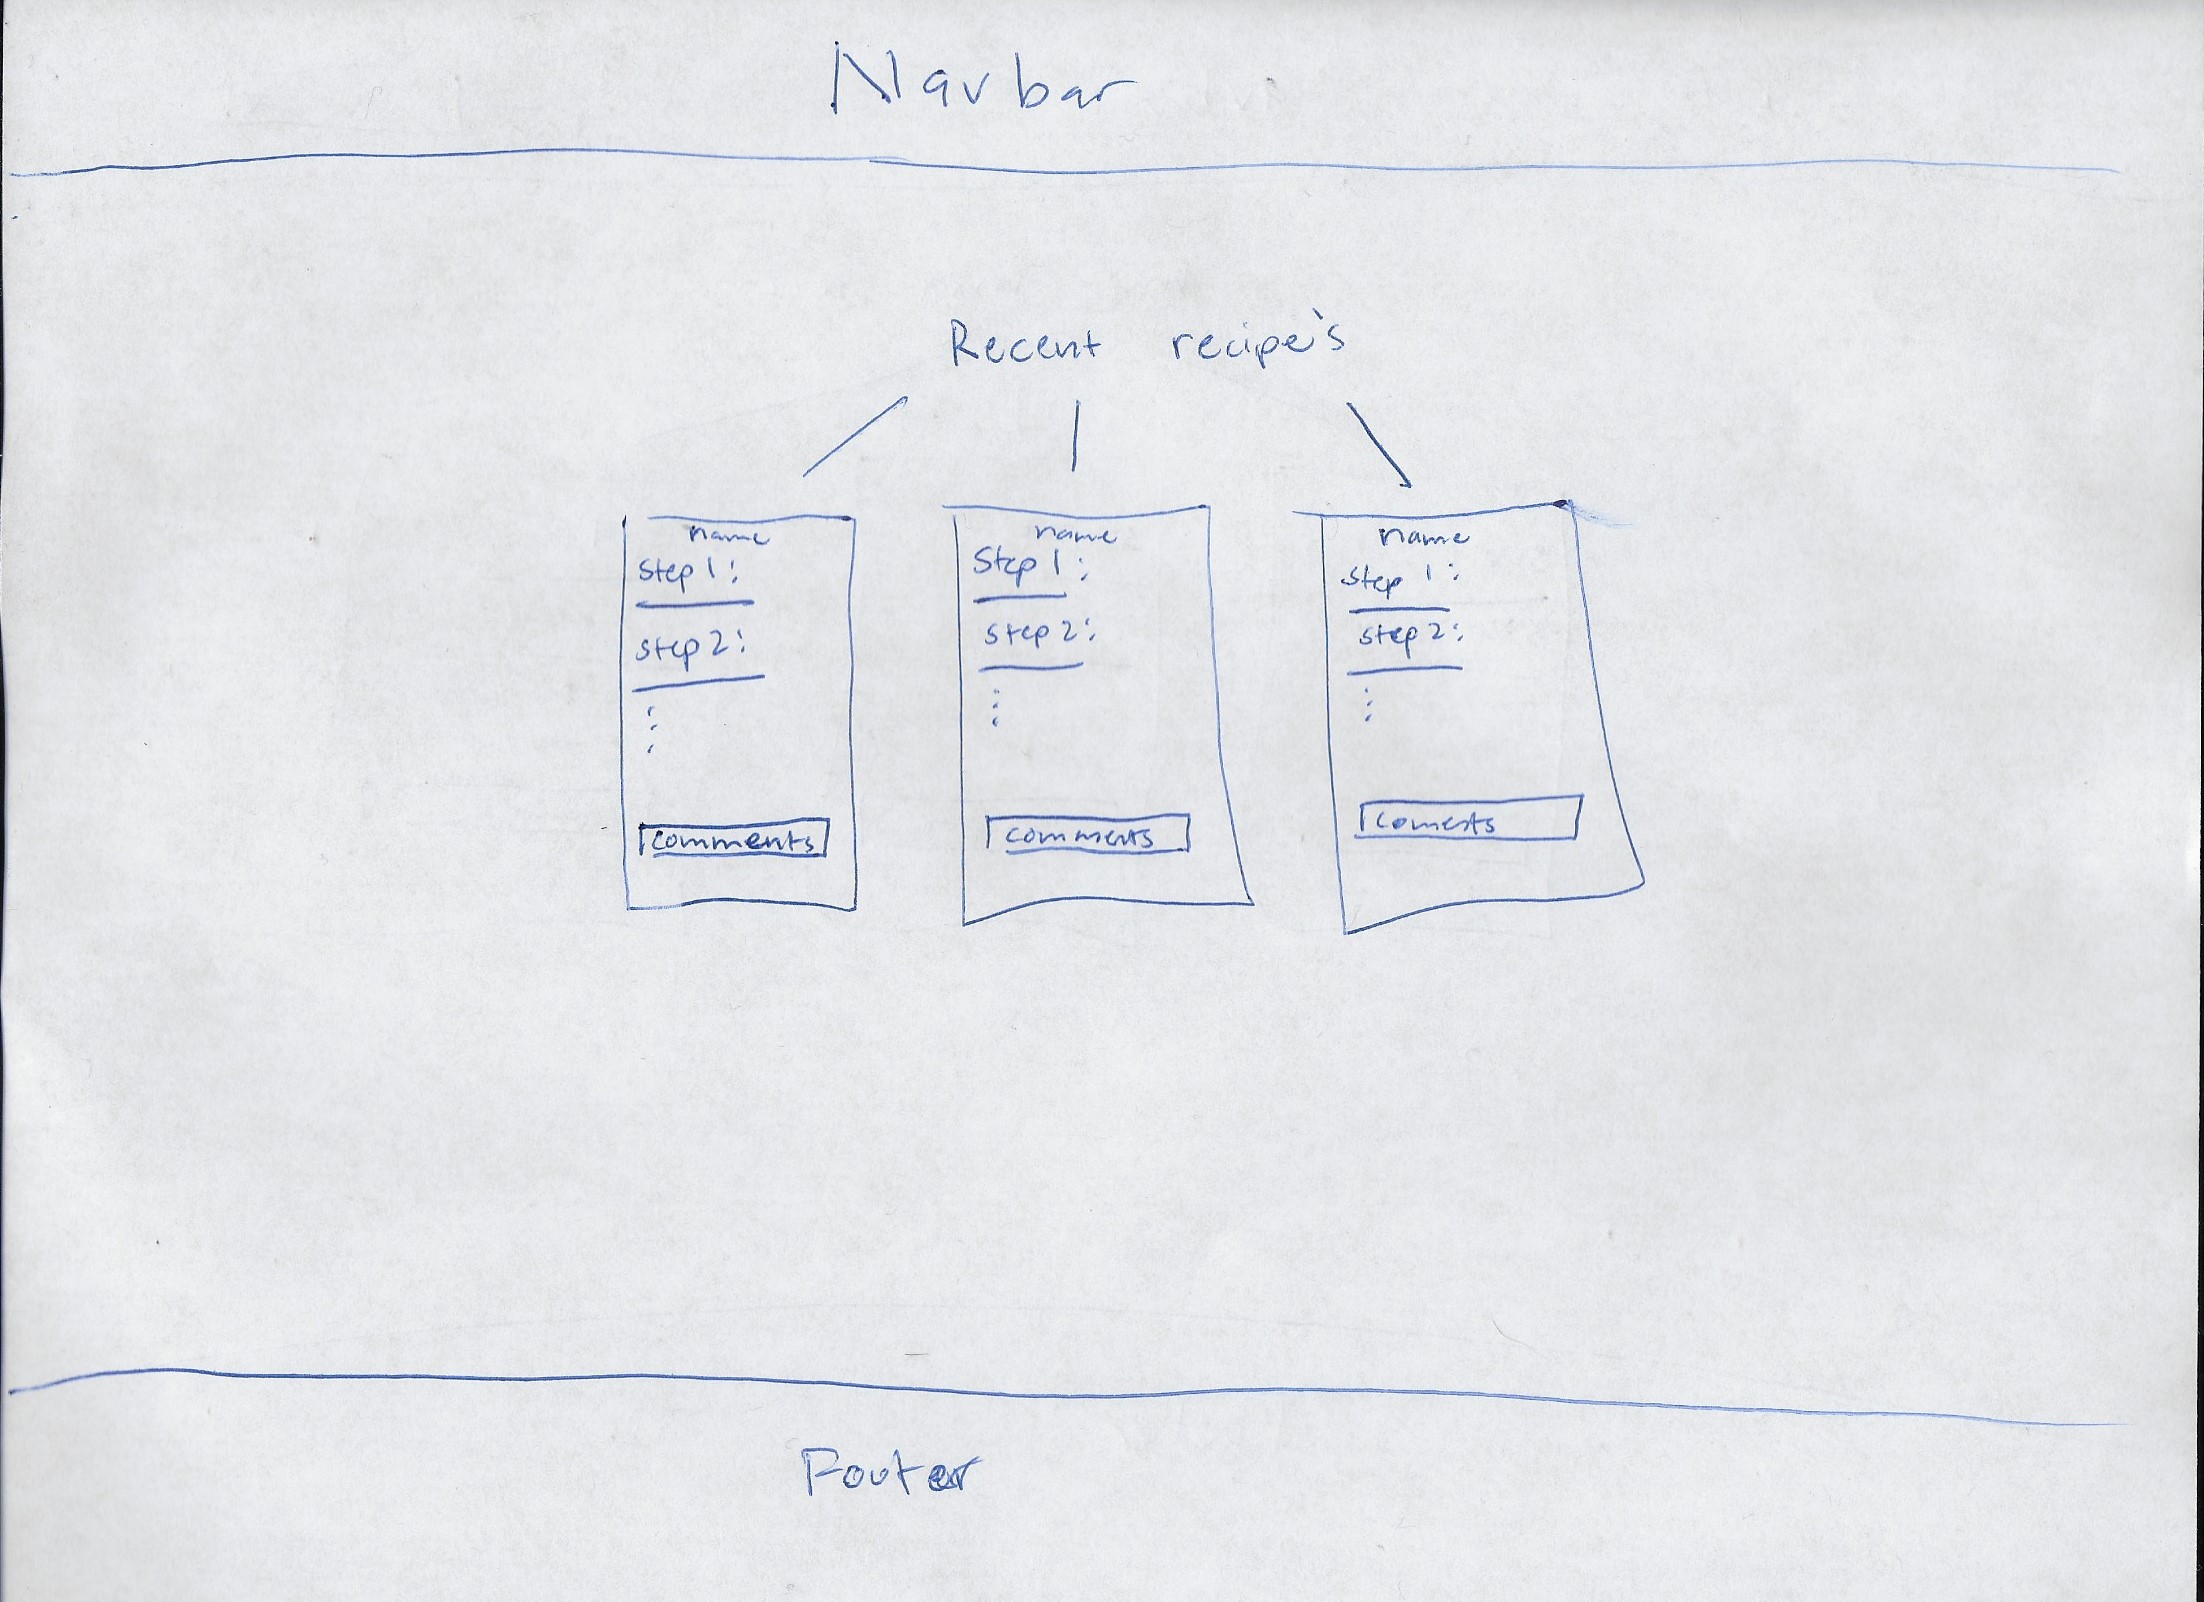 Navbar
Recent recipe's
name
Step 1:
step 2:
comments
name
Step 1:
step 2:
comments
name
step 1:
step 2:
coments
Footer